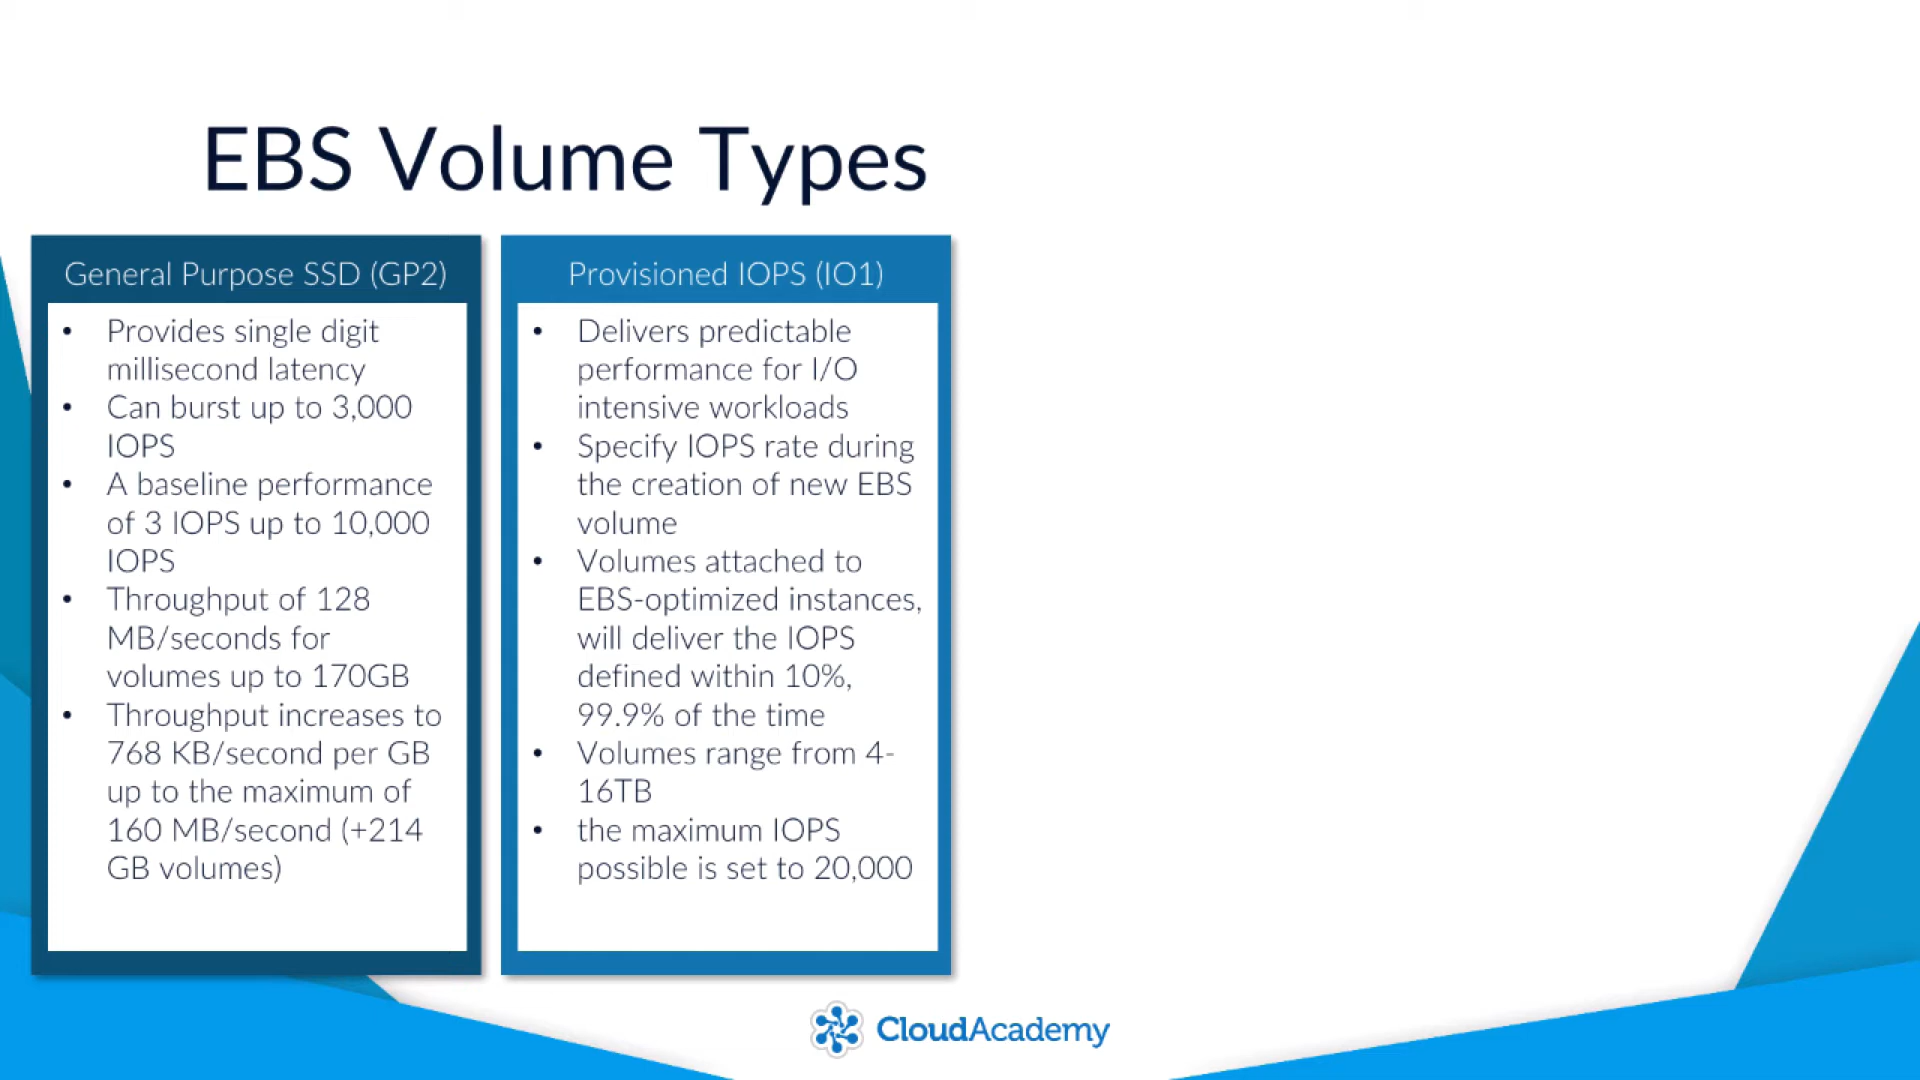 EBS Volume Types
General Purpose SSD (GP2)
• Provides single digit
millisecond latency
• Can burst up to 3,000
IOPS
• A baseline performance
of 3 IOPS up to 10,000
IOPS
• Throughput of 128
MB/seconds for
volumes up to 170GB
• Throughput increases to
768 KB/second per GB
up to the maximum of
160 MB/second (+214
GB volumes)
Provisioned IOPS (IO1)
• Delivers predictable
performance for I/O
intensive workloads
• Specify IOPS rate during
the creation of new EBS
volume
• Volumes attached to
EBS-optimized instances,
will deliver the IOPS
defined within 10%,
99.9% of the time
• Volumes range from 4-
16TB
• the maximum IOPS
possible is set to 20,000
CloudAcademy